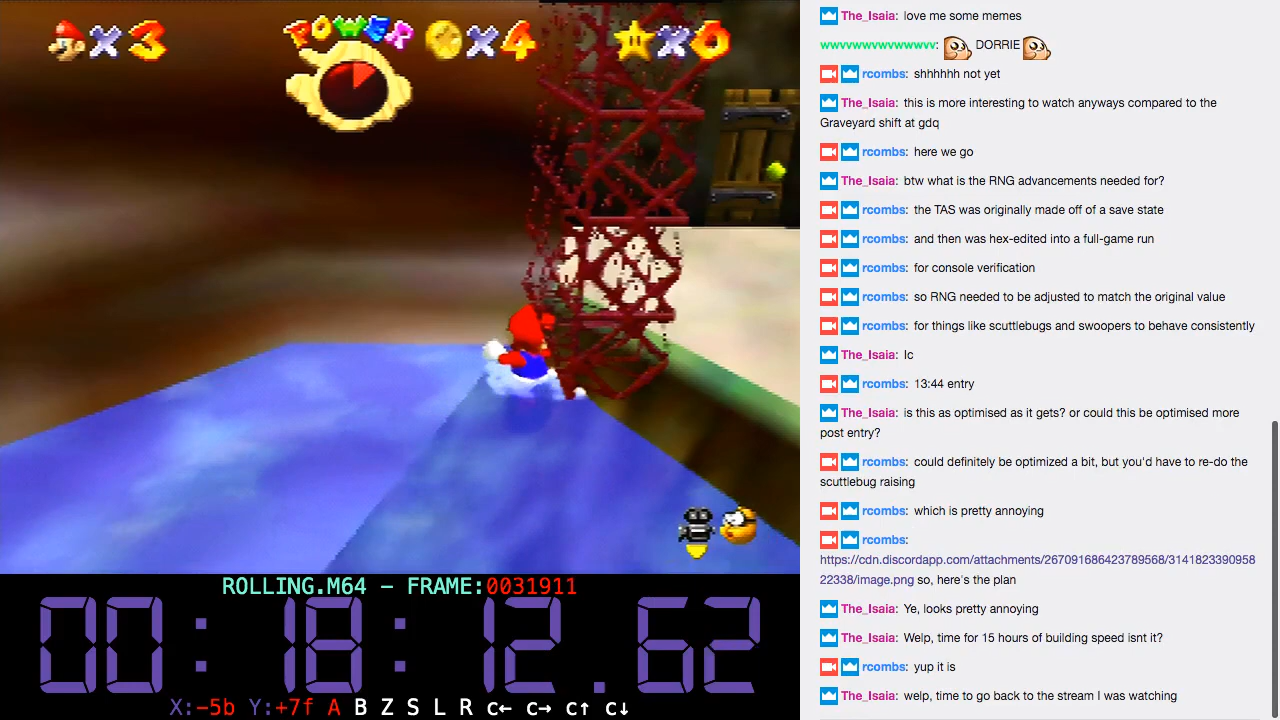 POWER
x 3
x 4
x 0
ROLLING.M64 – FRAME:0031911
01:18:12.62
X:-5b Y:+7f A B Z S L R C← C→ C↑ C↓
The_Isaia: love me some memes
wvvwvwvvwvwvwvv: DORRIE
rcombs: shhhhhh not yet
The_Isaia: this is more interesting to watch anyways compared to the
Graveyard shift at gdq
rcombs: here we go
The_Isaia: btw what is the RNG advancements needed for?
rcombs: the TAS was originally made off of a save state
rcombs: and then was hex-edited into a full-game run
rcombs: for console verification
rcombs: so RNG needed to be adjusted to match the original value
rcombs: for things like scuttlebugs and swoopers to behave consistently
The_Isaia: Ic
rcombs: 13:44 entry
The_Isaia: is this as optimised as it gets? or could this be optimised more
post entry?
rcombs: could definitely be optimized a bit, but you'd have to re-do the
scuttlebug raising
rcombs: which is pretty annoying
rcombs:
https://cdn.discordapp.com/attachments/267091686423789568/3141823390958
22338/image.png so, here's the plan
The_Isaia: Ye, looks pretty annoying
The_Isaia: Welp, time for 15 hours of building speed isnt it?
rcombs: yup it is
The_Isaia: welp, time to go back to the stream I was watching